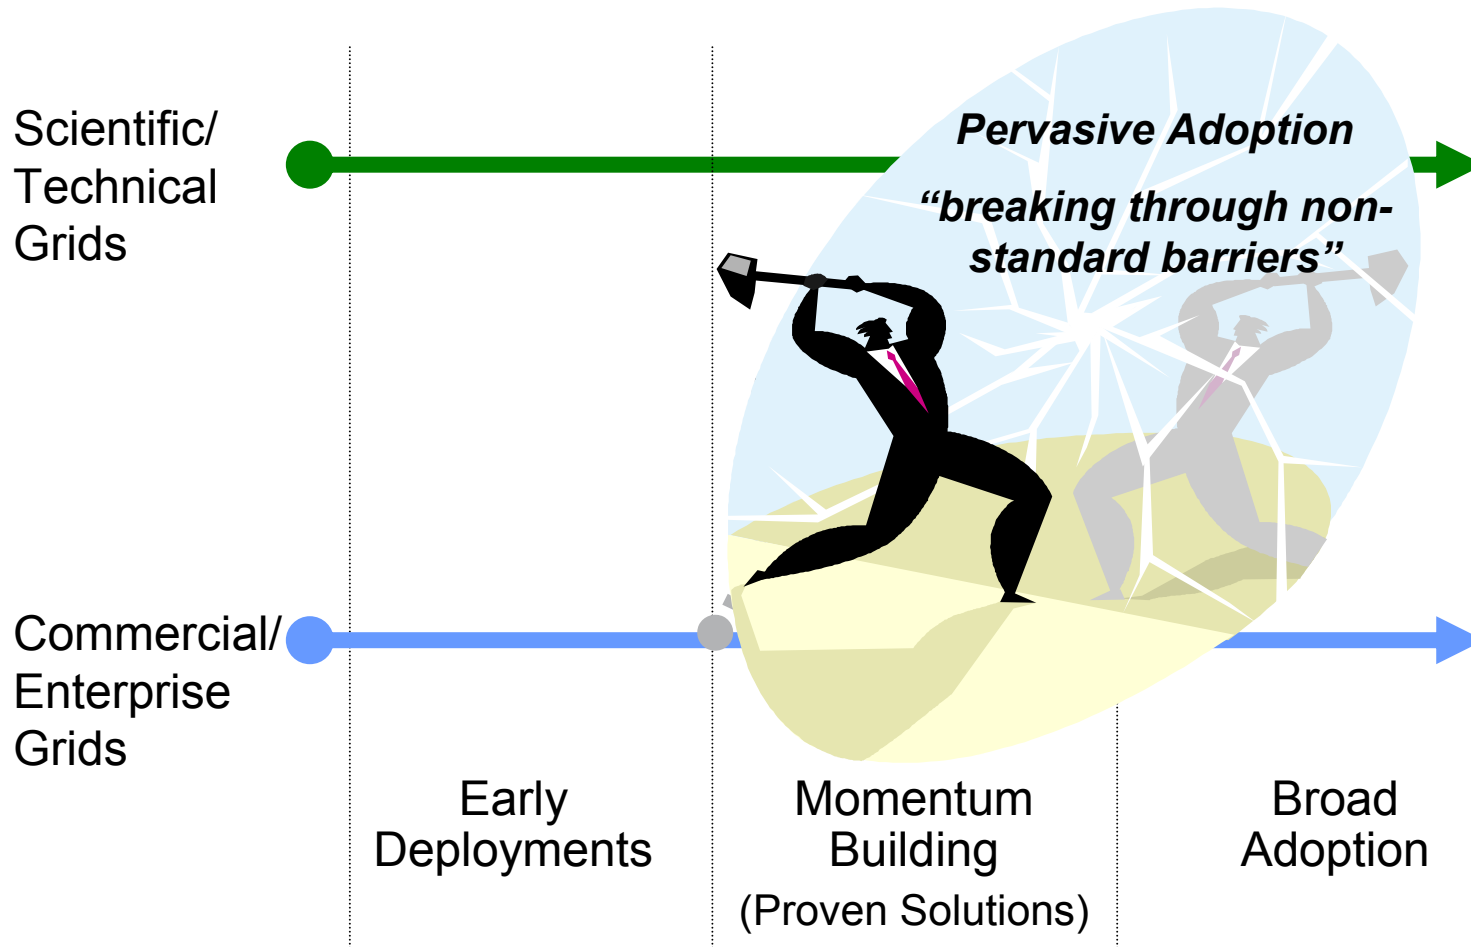 Scientific/
Technical
Grids
Pervasive Adoption
“breaking through non-
standard barriers”
Commercial/
Enterprise
Grids
Early
Deployments
Momentum
Building
(Proven Solutions)
Broad
Adoption